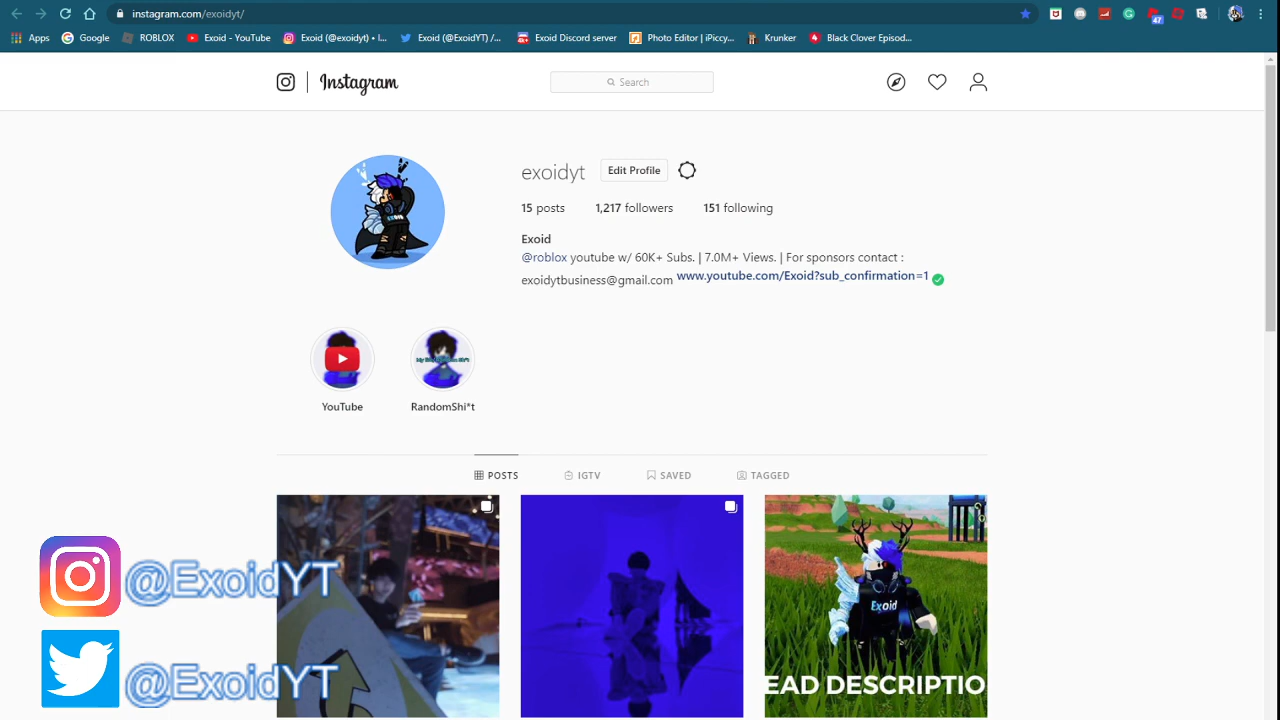 instagram.com/exoidyt/
47
Apps
Google
ROBLOX
Exoid - YouTube
Exoid (@exoidyt) • I...
Exoid (@ExoidYT) /...
Exoid Discord server
Photo Editor | iPiccy...
Krunker
Black Clover Episod...
Instagram
Search
exoidyt
Edit Profile
15 posts
1,217 followers
151 following
Exoid
@roblox youtube w/ 60K+ Subs. | 7.0M+ Views. | For sponsors contact :
exoidytbusiness@gmail.com www.youtube.com/Exoid?sub_confirmation=1
YouTube
RandomShi*t
POSTS
IGTV
SAVED
TAGGED
Exoid
EAD DESCRIPTIO
@ExoidYT
@ExoidYT